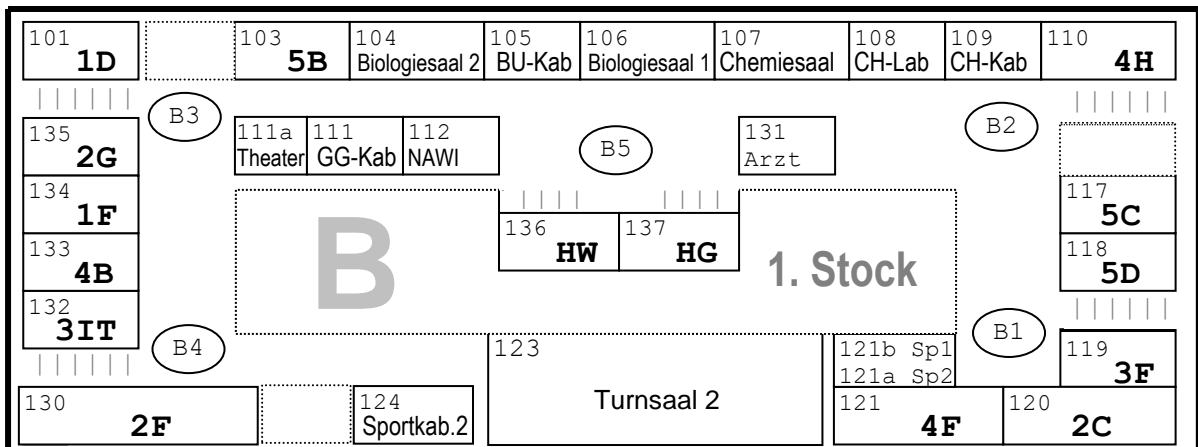 101
1D
103
5B
104
Biologiesaal 2
105
BU-Kab
106
Biologiesaal 1
107
Chemiesaal
108
CH-Lab
109
CH-Kab
110
4H
B3
B2
135
2G
111a
Theater
111
GG-Kab
112
NAWI
B5
131
Arzt
134
1F
117
5C
136
HW
137
HG
133
4B
B
1. Stock
118
5D
132
3IT
B4
B1
123
Turnsaal 2
121b Sp1
121a Sp2
119
3F
130
2F
124
Sportkab.2
121
4F
120
2C